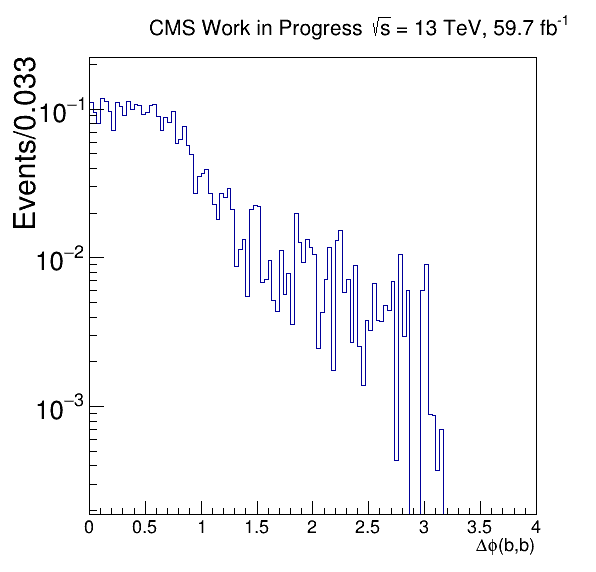 CMS Work in Progress √s = 13 TeV, 59.7 fb⁻¹
Events/0.033
10⁻¹
10⁻²
10⁻³
0 0.5 1 1.5 2 2.5 3 3.5 4
Δϕ(b,b)